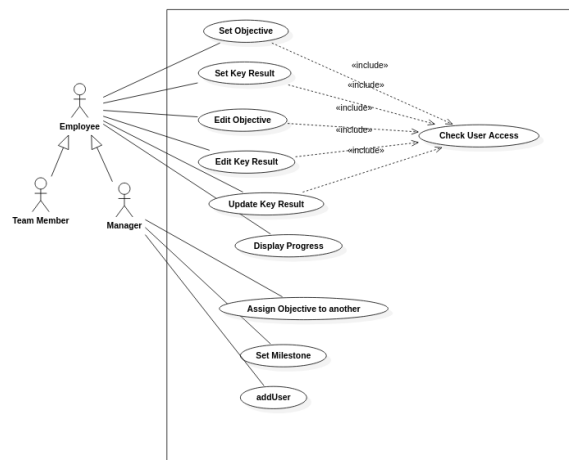 Set Objective
«include»
Set Key Result
«include»
Employee
Edit Objective
«include»
Check User Access
«include»
Edit Key Result
«include»
Team Member
Manager
Update Key Result
Display Progress
Assign Objective to another
Set Milestone
addUser